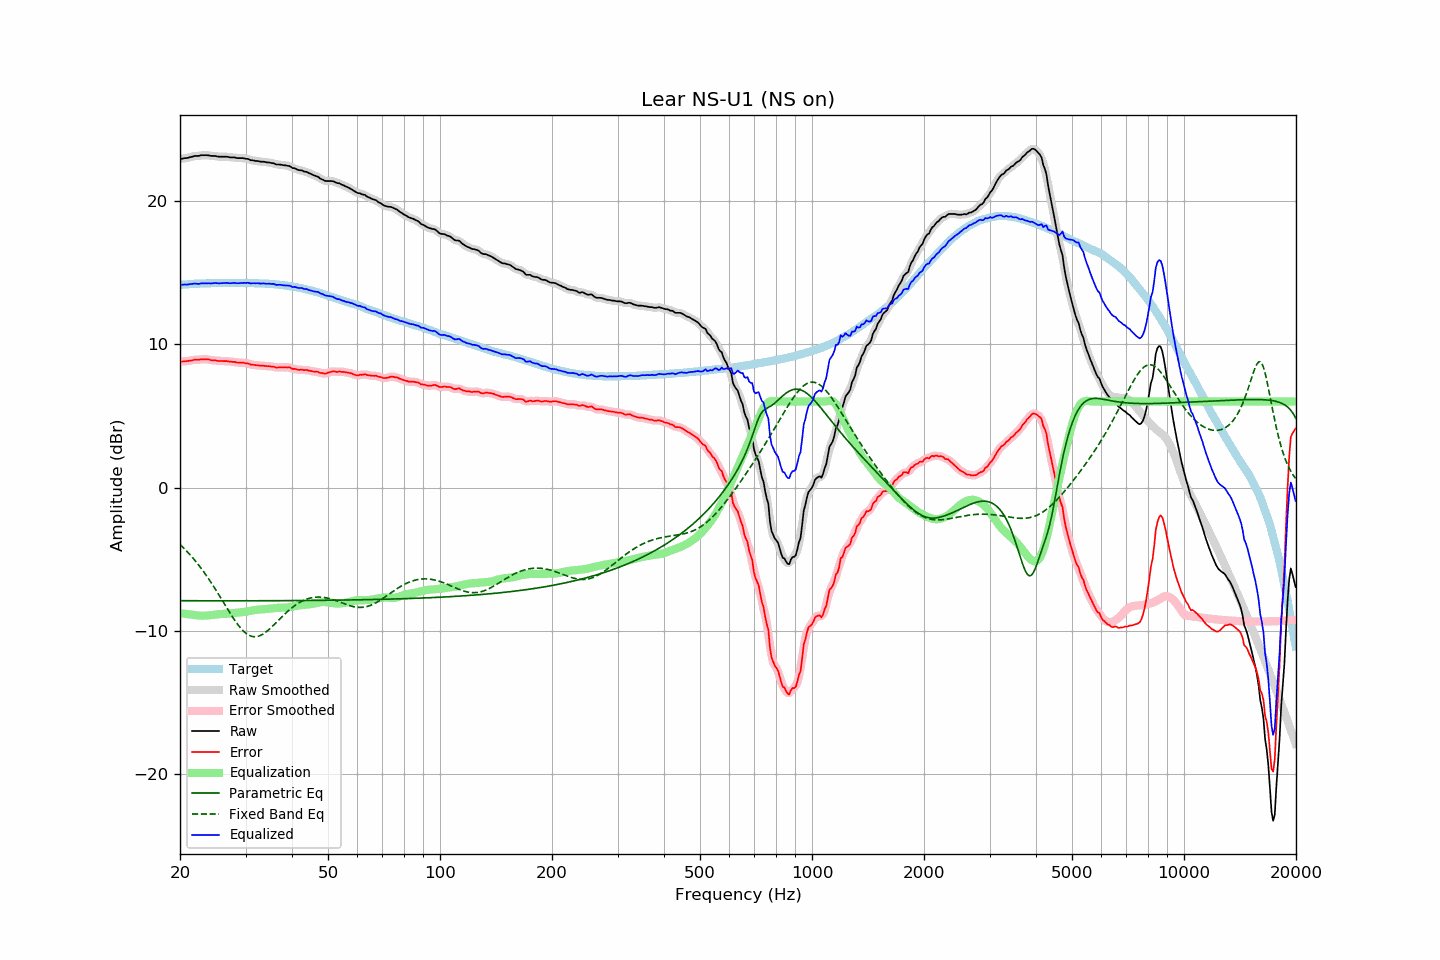 Lear NS-U1 (NS on)
Amplitude (dBr)
20
10
0
−10
−20
Target
Raw Smoothed
Error Smoothed
Raw
Error
Equalization
Parametric Eq
Fixed Band Eq
Equalized
20 50 100 200 500 1000 2000 5000 10000 20000
Frequency (Hz)